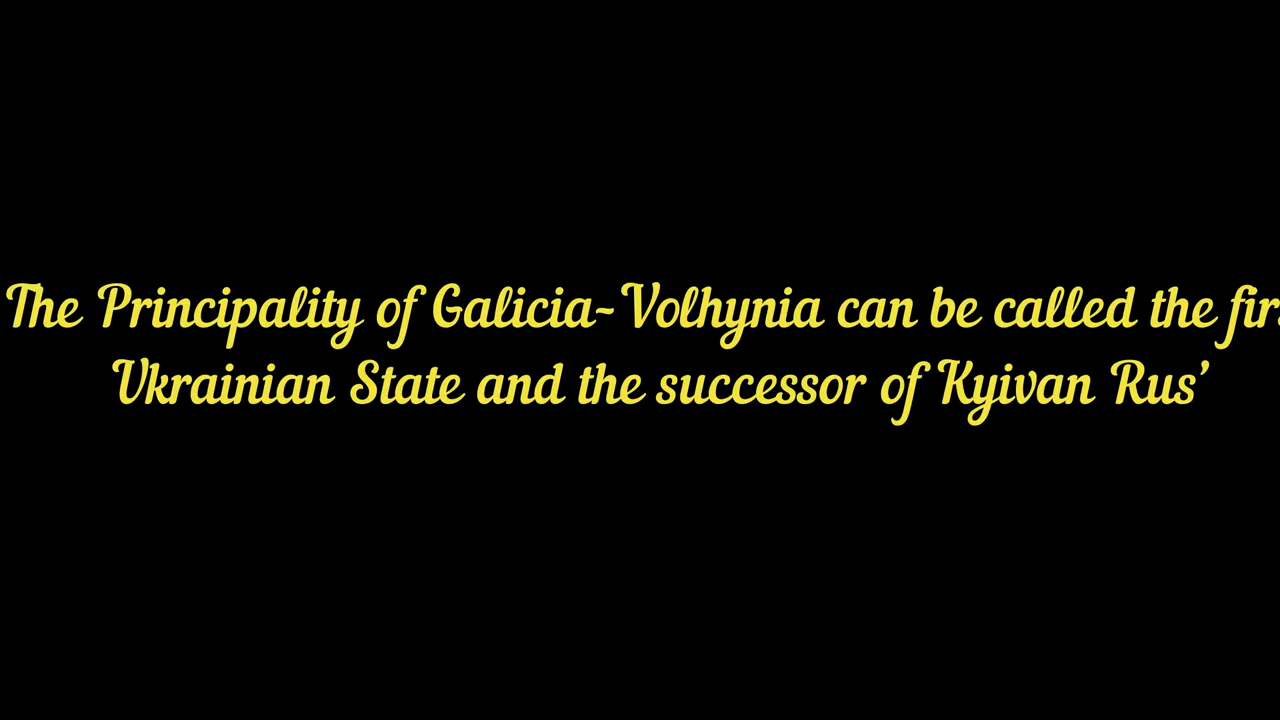 The Principality of Galicia-Volhynia can be called the
Ukrainian State and the successor of Kyivan Rus’